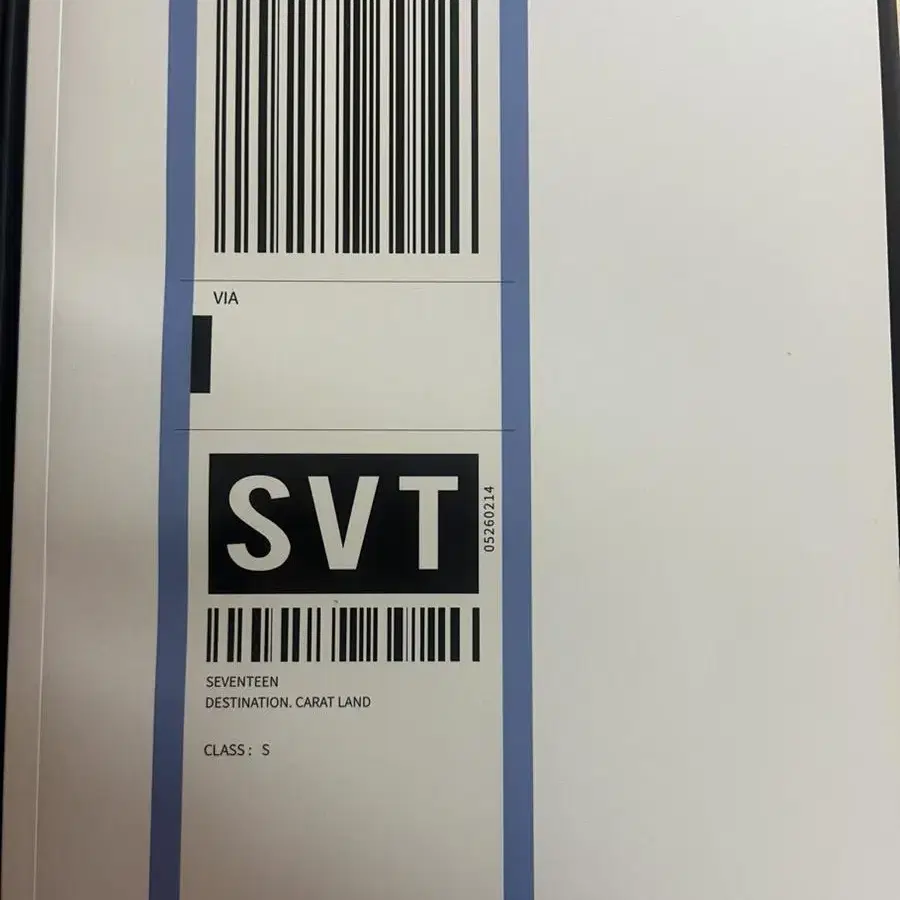 VIA
SVT
05260214
SEVENTEEN
DESTINATION. CARAT LAND
CLASS: S